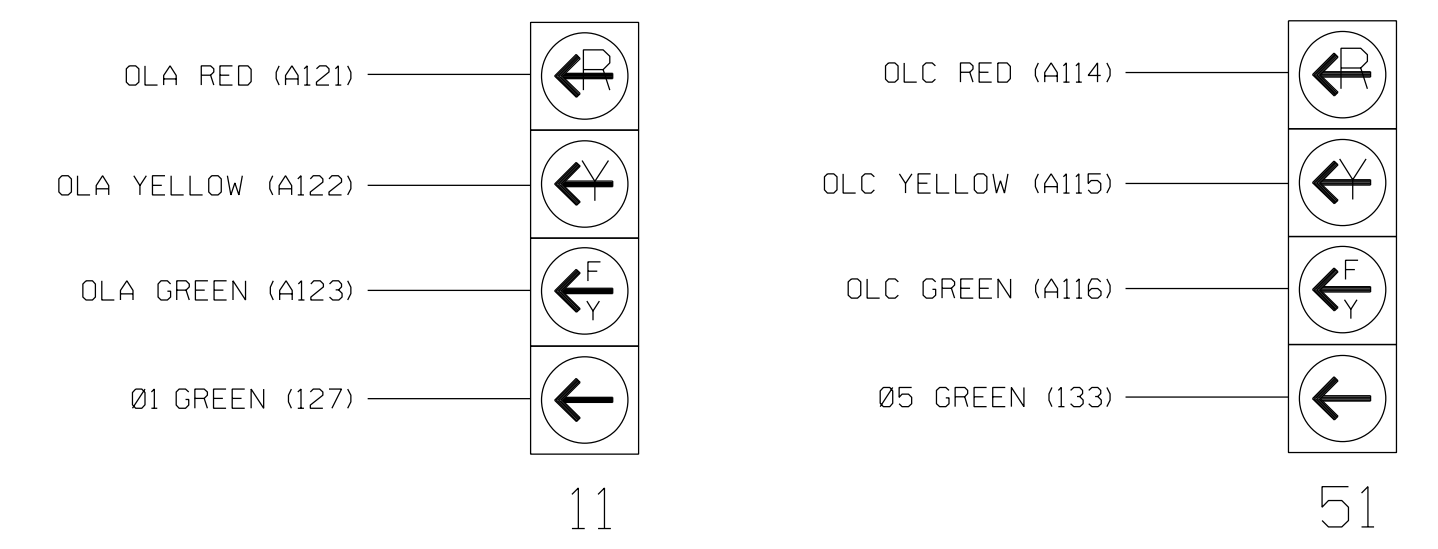 OLA RED (A121)
R
OLA YELLOW (A122)
Y
OLA GREEN (A123)
F
Y
Ø1 GREEN (127)
11
OLC RED (A114)
R
OLC YELLOW (A115)
Y
OLC GREEN (A116)
F
Y
Ø5 GREEN (133)
51